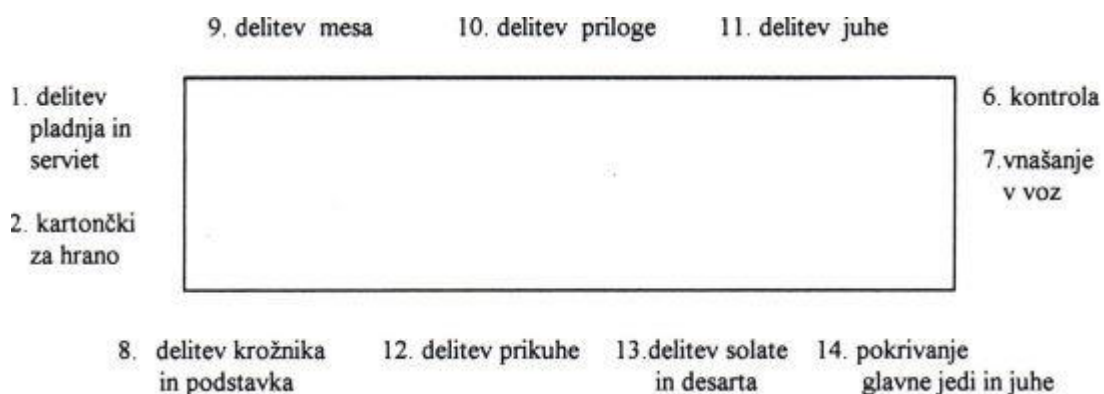 9. delitev mesa 10. delitev priloge 11. delitev juhe
1. delitev
pladnja in
serviet
2. kartončki
za hrano
6. kontrola
7.vnašanje
v voz
8. delitev krožnika
in podstavka
12. delitev prikuhe
13.delitev solate
in desarta
14. pokrivanje
glavne jedi in juhe